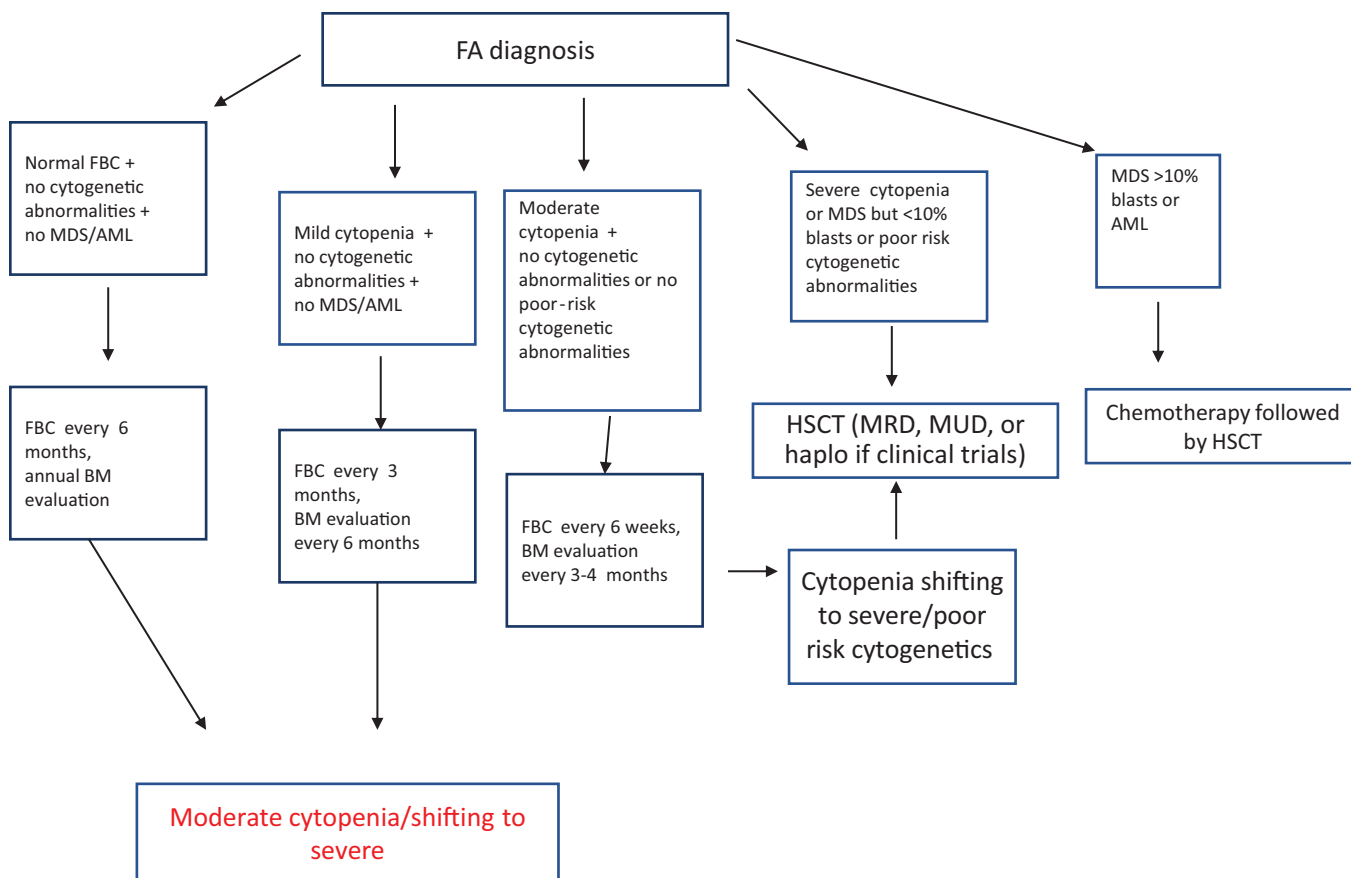 FA diagnosis
Normal FBC +
no cytogenetic
abnormalities +
no MDS/AML
Mild cytopenia +
no cytogenetic
abnormalities +
no MDS/AML
Moderate
cytopenia +
no cytogenetic
abnormalities or no
poor-risk
cytogenetic
abnormalities
Severe cytopenia
or MDS but <10%
blasts or poor risk
cytogenetic
abnormalities
MDS >10%
blasts or
AML
FBC every 6
months,
annual BM
evaluation
FBC every 3
months,
BM evaluation
every 6 months
FBC every 6 weeks,
BM evaluation
every 3-4 months
HSCT (MRD, MUD, or
haplo if clinical trials)
Chemotherapy followed
by HSCT
Cytopenia shifting
to severe/poor
risk cytogenetics
Moderate cytopenia/shifting to
severe